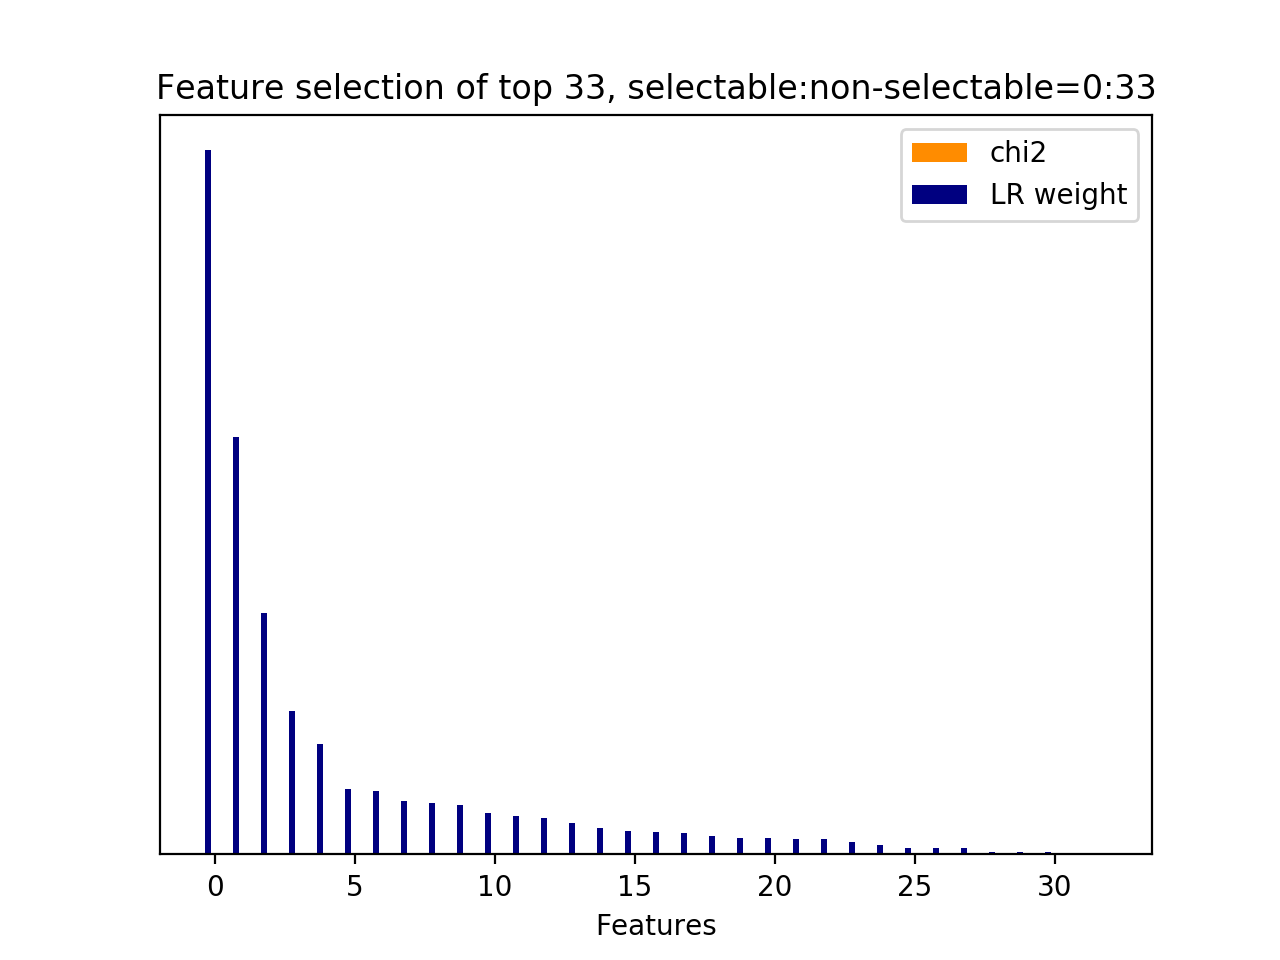 Feature selection of top 33, selectable:non-selectable=0:33
chi2
LR weight
0 5 10 15 20 25 30
Features